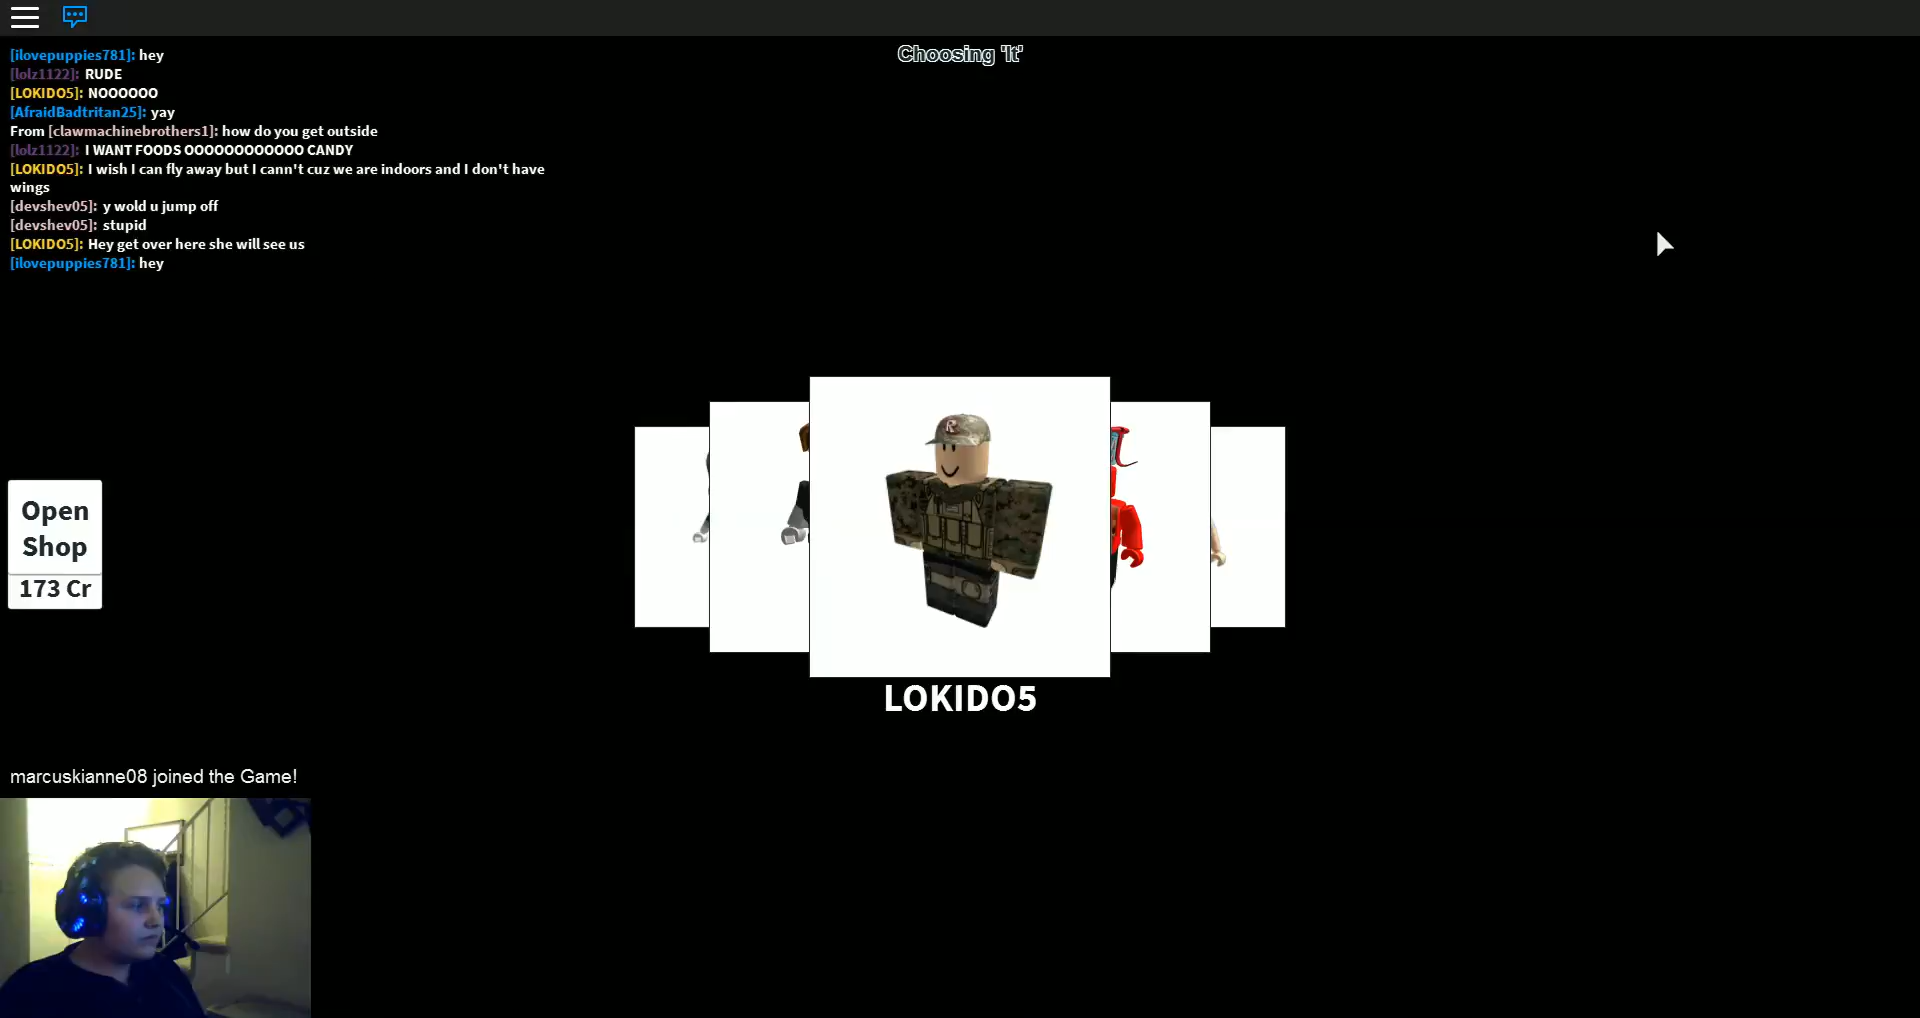 Choosing 'It'
[ilovepuppies781]: hey
[lolz1122]: RUDE
[LOKIDO5]: NOOOOOO
[AfraidBadtritan25]: yay
From [clawmachinebrothers1]: how do you get outside
[lolz1122]: I WANT FOODS OOOOOOOOOOOO CANDY
[LOKIDO5]: I wish I can fly away but I cann't cuz we are indoors and I don't have
wings
[devshev05]: y wold u jump off
[devshev05]: stupid
[LOKIDO5]: Hey get over here she will see us
[ilovepuppies781]: hey
R
Open
Shop
173 Cr
LOKIDO5
marcuskianne08 joined the Game!